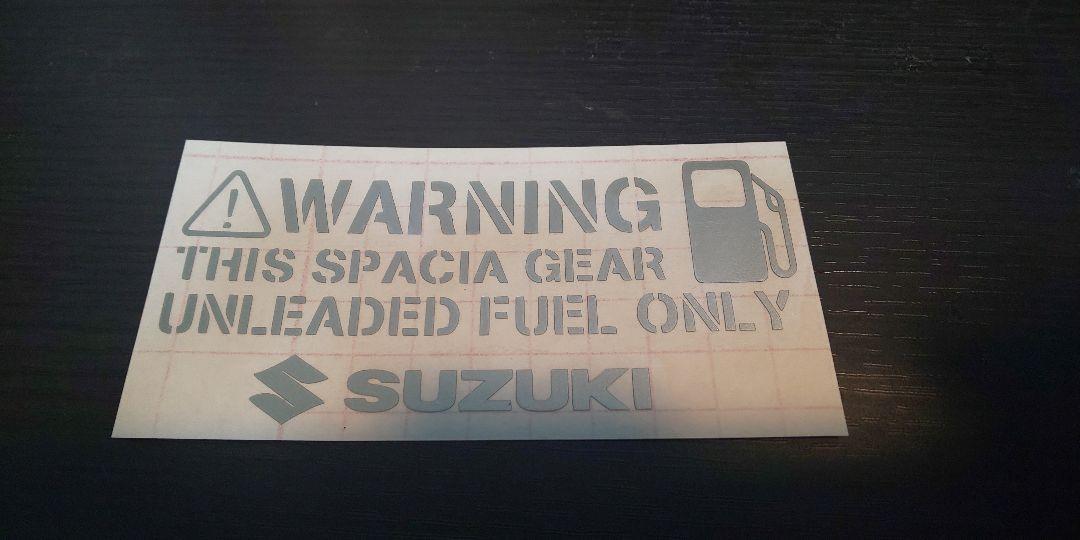 WARNING
THIS SPACIA GEAR
UNLEADED FUEL ONLY
SUZUKI